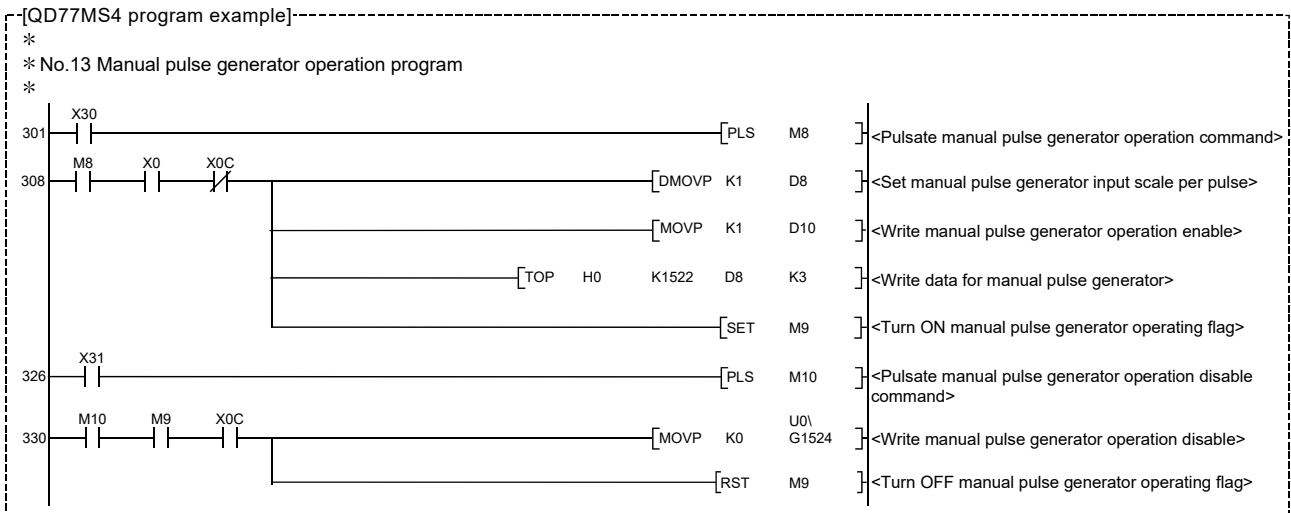 [QD77MS4 program example]
*
* No.13 Manual pulse generator operation program
*
X30
301 [PLS M8 ] <Pulsate manual pulse generator operation command>
M8 X0 X0C
308 [DMOVP K1 D8 ] <Set manual pulse generator input scale per pulse>
[MOVP K1 D10 ] <Write manual pulse generator operation enable>
[TOP H0 K1522 D8 K3 ] <Write data for manual pulse generator>
[SET M9 ] <Turn ON manual pulse generator operating flag>
X31
326 [PLS M10 ] <Pulsate manual pulse generator operation disable
command>
M10 M9 X0C U0\
330 [MOVP K0 G1524 ] <Write manual pulse generator operation disable>
[RST M9 ] <Turn OFF manual pulse generator operating flag>